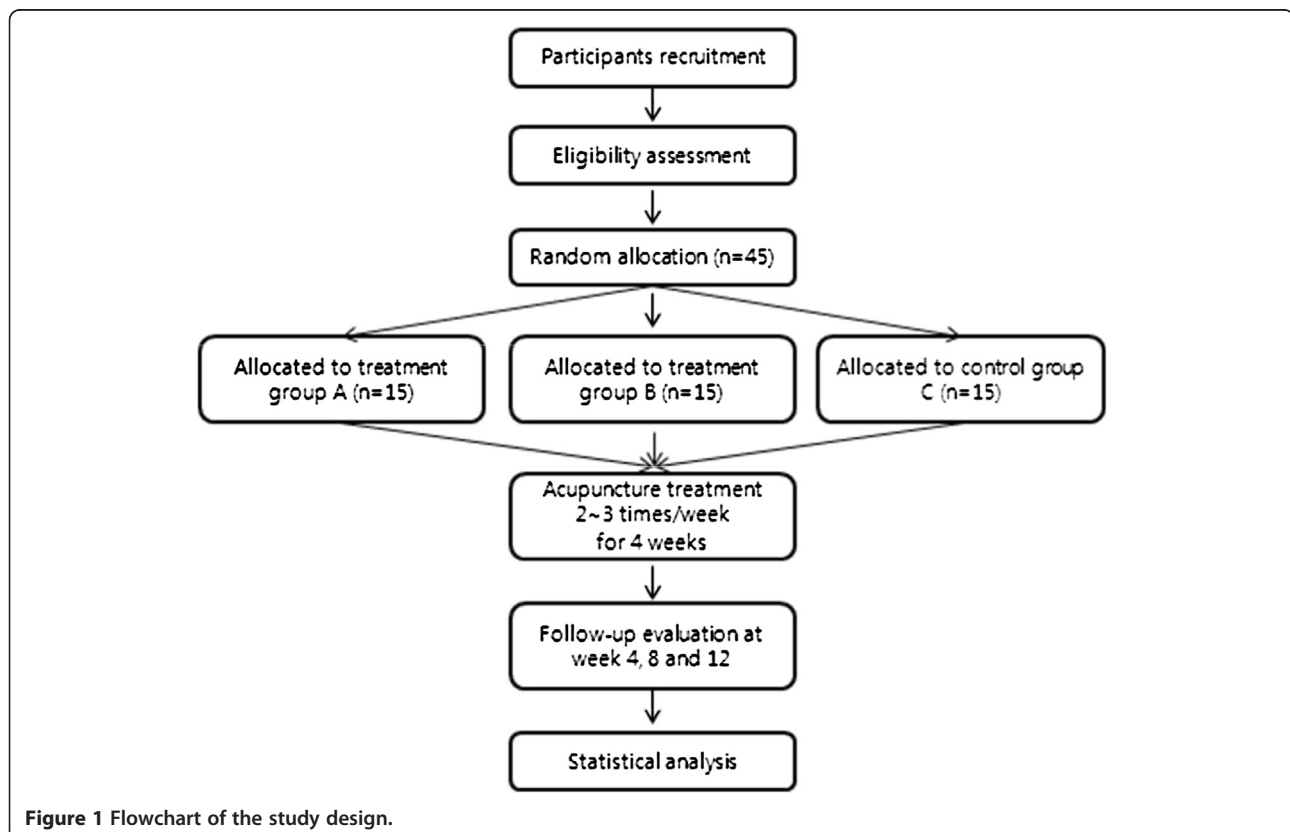 Participants recruitment
Eligibility assessment
Random allocation (n=45)
Allocated to treatment
group A (n=15)
Allocated to treatment
group B (n=15)
Allocated to control group
C (n=15)
Acupuncture treatment
2~3 times/week
for 4 weeks
Follow-up evaluation at
week 4, 8 and 12
Statistical analysis
Figure 1 Flowchart of the study design.